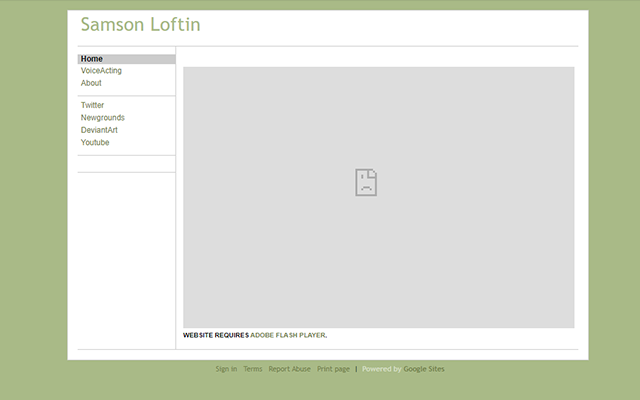 Samson Loftin
Home
VoiceActing
About
Twitter
Newgrounds
DeviantArt
Youtube
WEBSITE REQUIRES ADOBE FLASH PLAYER.
Sign in Terms Report Abuse Print page | Powered by Google Sites